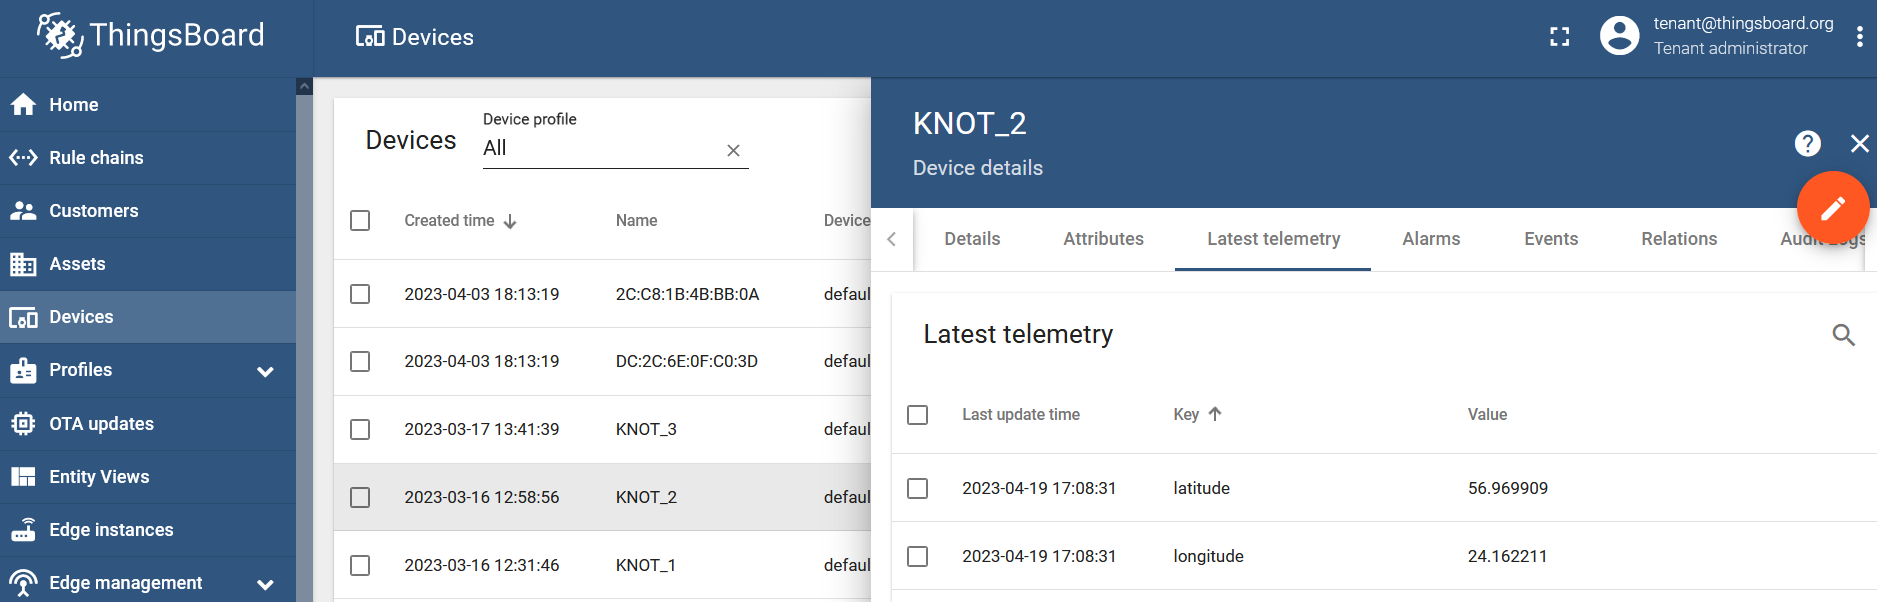 ThingsBoard
Devices
tenant@thingsboard.org
Tenant administrator
Home
Rule chains
Customers
Assets
Devices
Profiles
OTA updates
Entity Views
Edge instances
Edge management
Devices
Device profile
All
Created time Name Device
2023-04-03 18:13:19 2C:C8:1B:4B:BB:0A defaul
2023-04-03 18:13:19 DC:2C:6E:0F:C0:3D defaul
2023-03-17 13:41:39 KNOT_3 defaul
2023-03-16 12:58:56 KNOT_2 defaul
2023-03-16 12:31:46 KNOT_1 defaul
KNOT_2
Device details
Details Attributes Latest telemetry Alarms Events Relations Audit Logs
Latest telemetry
Last update time Key Value
2023-04-19 17:08:31 latitude 56.969909
2023-04-19 17:08:31 longitude 24.162211